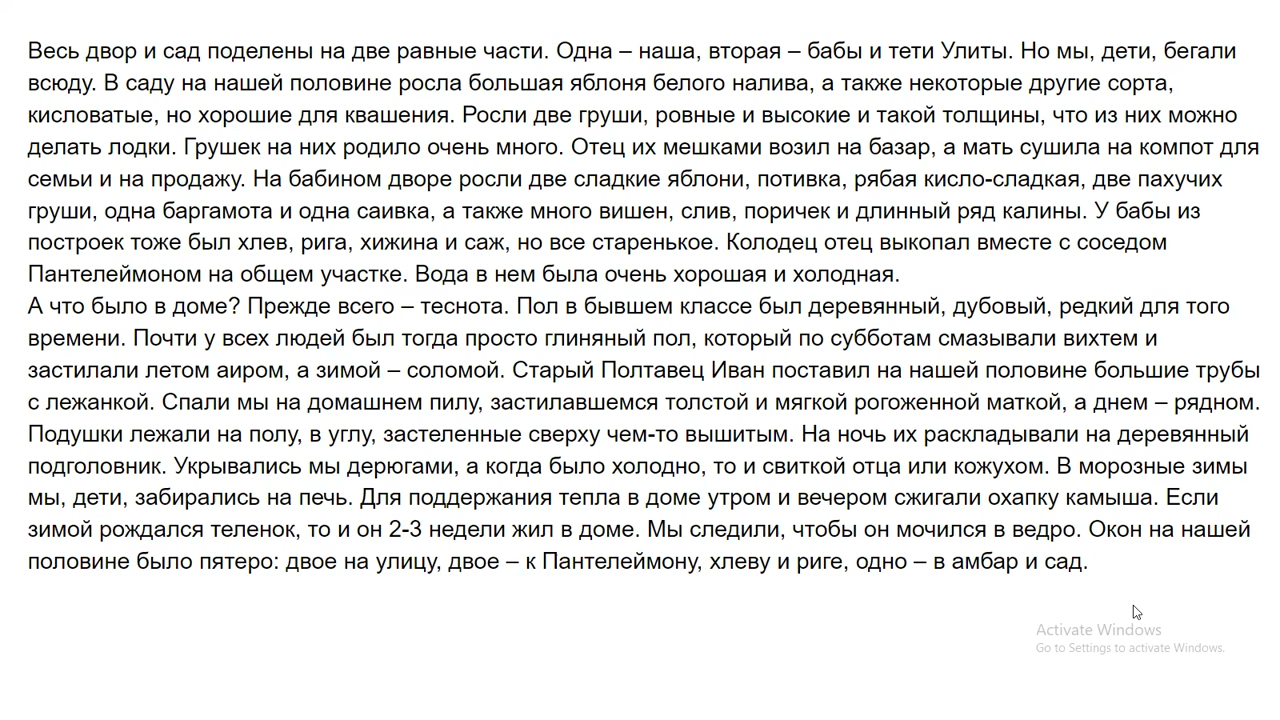 Весь двор и сад поделены на две равные части. Одна – наша, вторая – бабы и тети Улиты. Но мы, дети, бегали
всюду. В саду на нашей половине росла большая яблоня белого налива, а также некоторые другие сорта,
кисловатые, но хорошие для квашения. Росли две груши, ровные и высокие и такой толщины, что из них можно
делать лодки. Грушек на них родило очень много. Отец их мешками возил на базар, а мать сушила на компот для
семьи и на продажу. На бабином дворе росли две сладкие яблони, потивка, рябая кисло-сладкая, две пахучих
груши, одна баргамота и одна саивка, а также много вишен, слив, поричек и длинный ряд калины. У бабы из
построек тоже был хлев, рига, хижина и саж, но все старенькое. Колодец отец выкопал вместе с соседом
Пантелеймоном на общем участке. Вода в нем была очень хорошая и холодная.
А что было в доме? Прежде всего – теснота. Пол в бывшем классе был деревянный, дубовый, редкий для того
времени. Почти у всех людей был тогда просто глиняный пол, который по субботам смазывали вихтем и
застилали летом аиром, а зимой – соломой. Старый Полтавец Иван поставил на нашей половине большие трубы
с лежанкой. Спали мы на домашнем пилу, застилавшемся толстой и мягкой рогоженной маткой, а днем – рядном.
Подушки лежали на полу, в углу, застеленные сверху чем-то вышитым. На ночь их раскладывали на деревянный
подголовник. Укрывались мы дерюгами, а когда было холодно, то и свиткой отца или кожухом. В морозные зимы
мы, дети, забирались на печь. Для поддержания тепла в доме утром и вечером сжигали охапку камыша. Если
зимой рождался теленок, то и он 2-3 недели жил в доме. Мы следили, чтобы он мочился в ведро. Окон на нашей
половине было пятеро: двое на улицу, двое – к Пантелеймону, хлеву и риге, одно – в амбар и сад.
Activate Windows
Go to Settings to activate Windows.